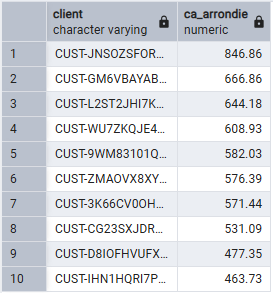 client ca_arrondie
character varying numeric
1 CUST-JNSOZSFOR... 846.86
2 CUST-GM6VBAYAB... 666.86
3 CUST-L2ST2JHI7K... 644.18
4 CUST-WU7ZKQJE4... 608.93
5 CUST-9WM83101Q... 582.03
6 CUST-ZMAOVX8XY... 576.39
7 CUST-3K66CV0OH... 571.44
8 CUST-CG23SXJDR... 531.09
9 CUST-D8IOFHVUFX... 477.35
10 CUST-IHN1HQRI7P... 463.73